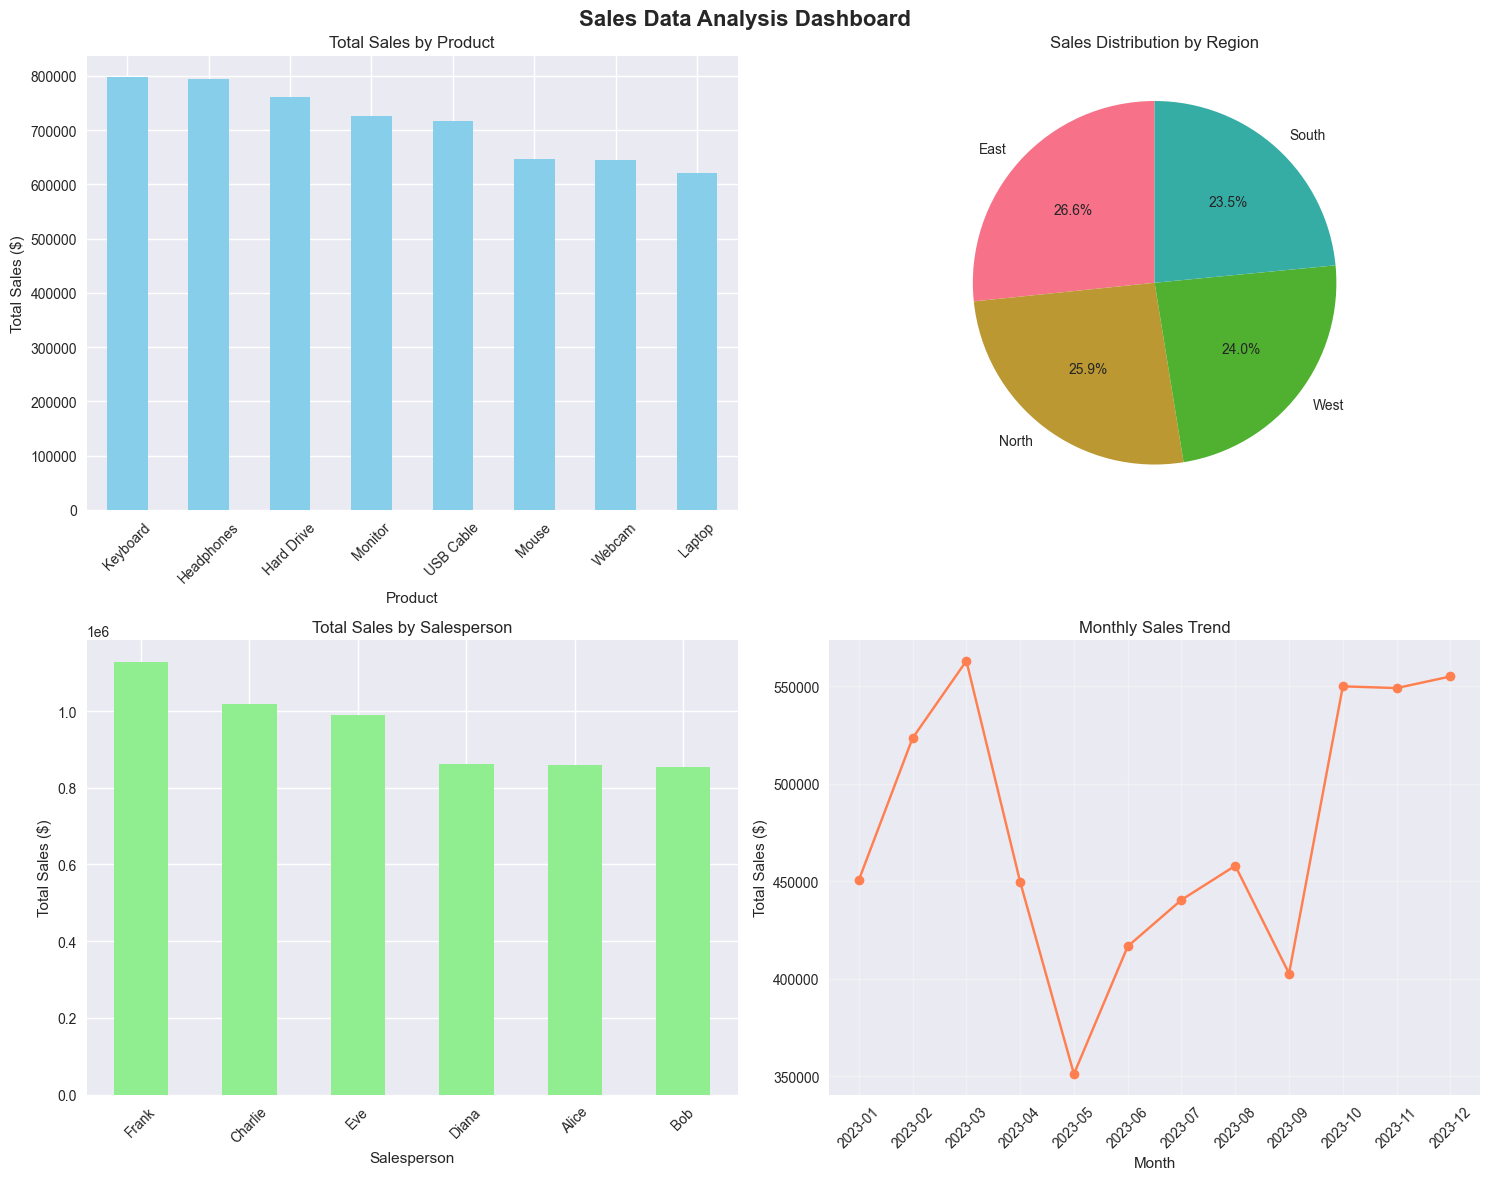 Sales Data Analysis Dashboard
Total Sales by Product
Total Sales ($)
800000
700000
600000
500000
400000
300000
200000
100000
0
Keyboard
Headphones
Hard Drive
Monitor
USB Cable
Mouse
Webcam
Laptop
Product
Sales Distribution by Region
East
26.6%
South
23.5%
North
25.9%
West
24.0%
Total Sales by Salesperson
1e6
Total Sales ($)
1.0
0.8
0.6
0.4
0.2
0.0
Frank
Charlie
Eve
Diana
Alice
Bob
Salesperson
Monthly Sales Trend
Total Sales ($)
550000
500000
450000
400000
350000
2023-01
2023-02
2023-03
2023-04
2023-05
2023-06
2023-07
2023-08
2023-09
2023-10
2023-11
2023-12
Month